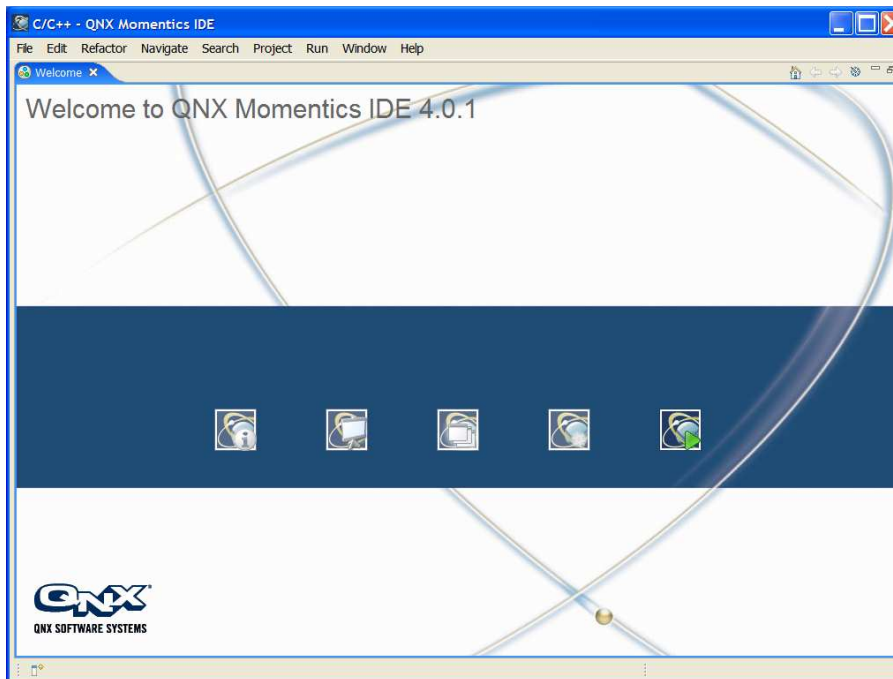 C/C++ - QNX Momentics IDE
File Edit Refactor Navigate Search Project Run Window Help
Welcome
Welcome to QNX Momentics IDE 4.0.1
QNX
QNX SOFTWARE SYSTEMS